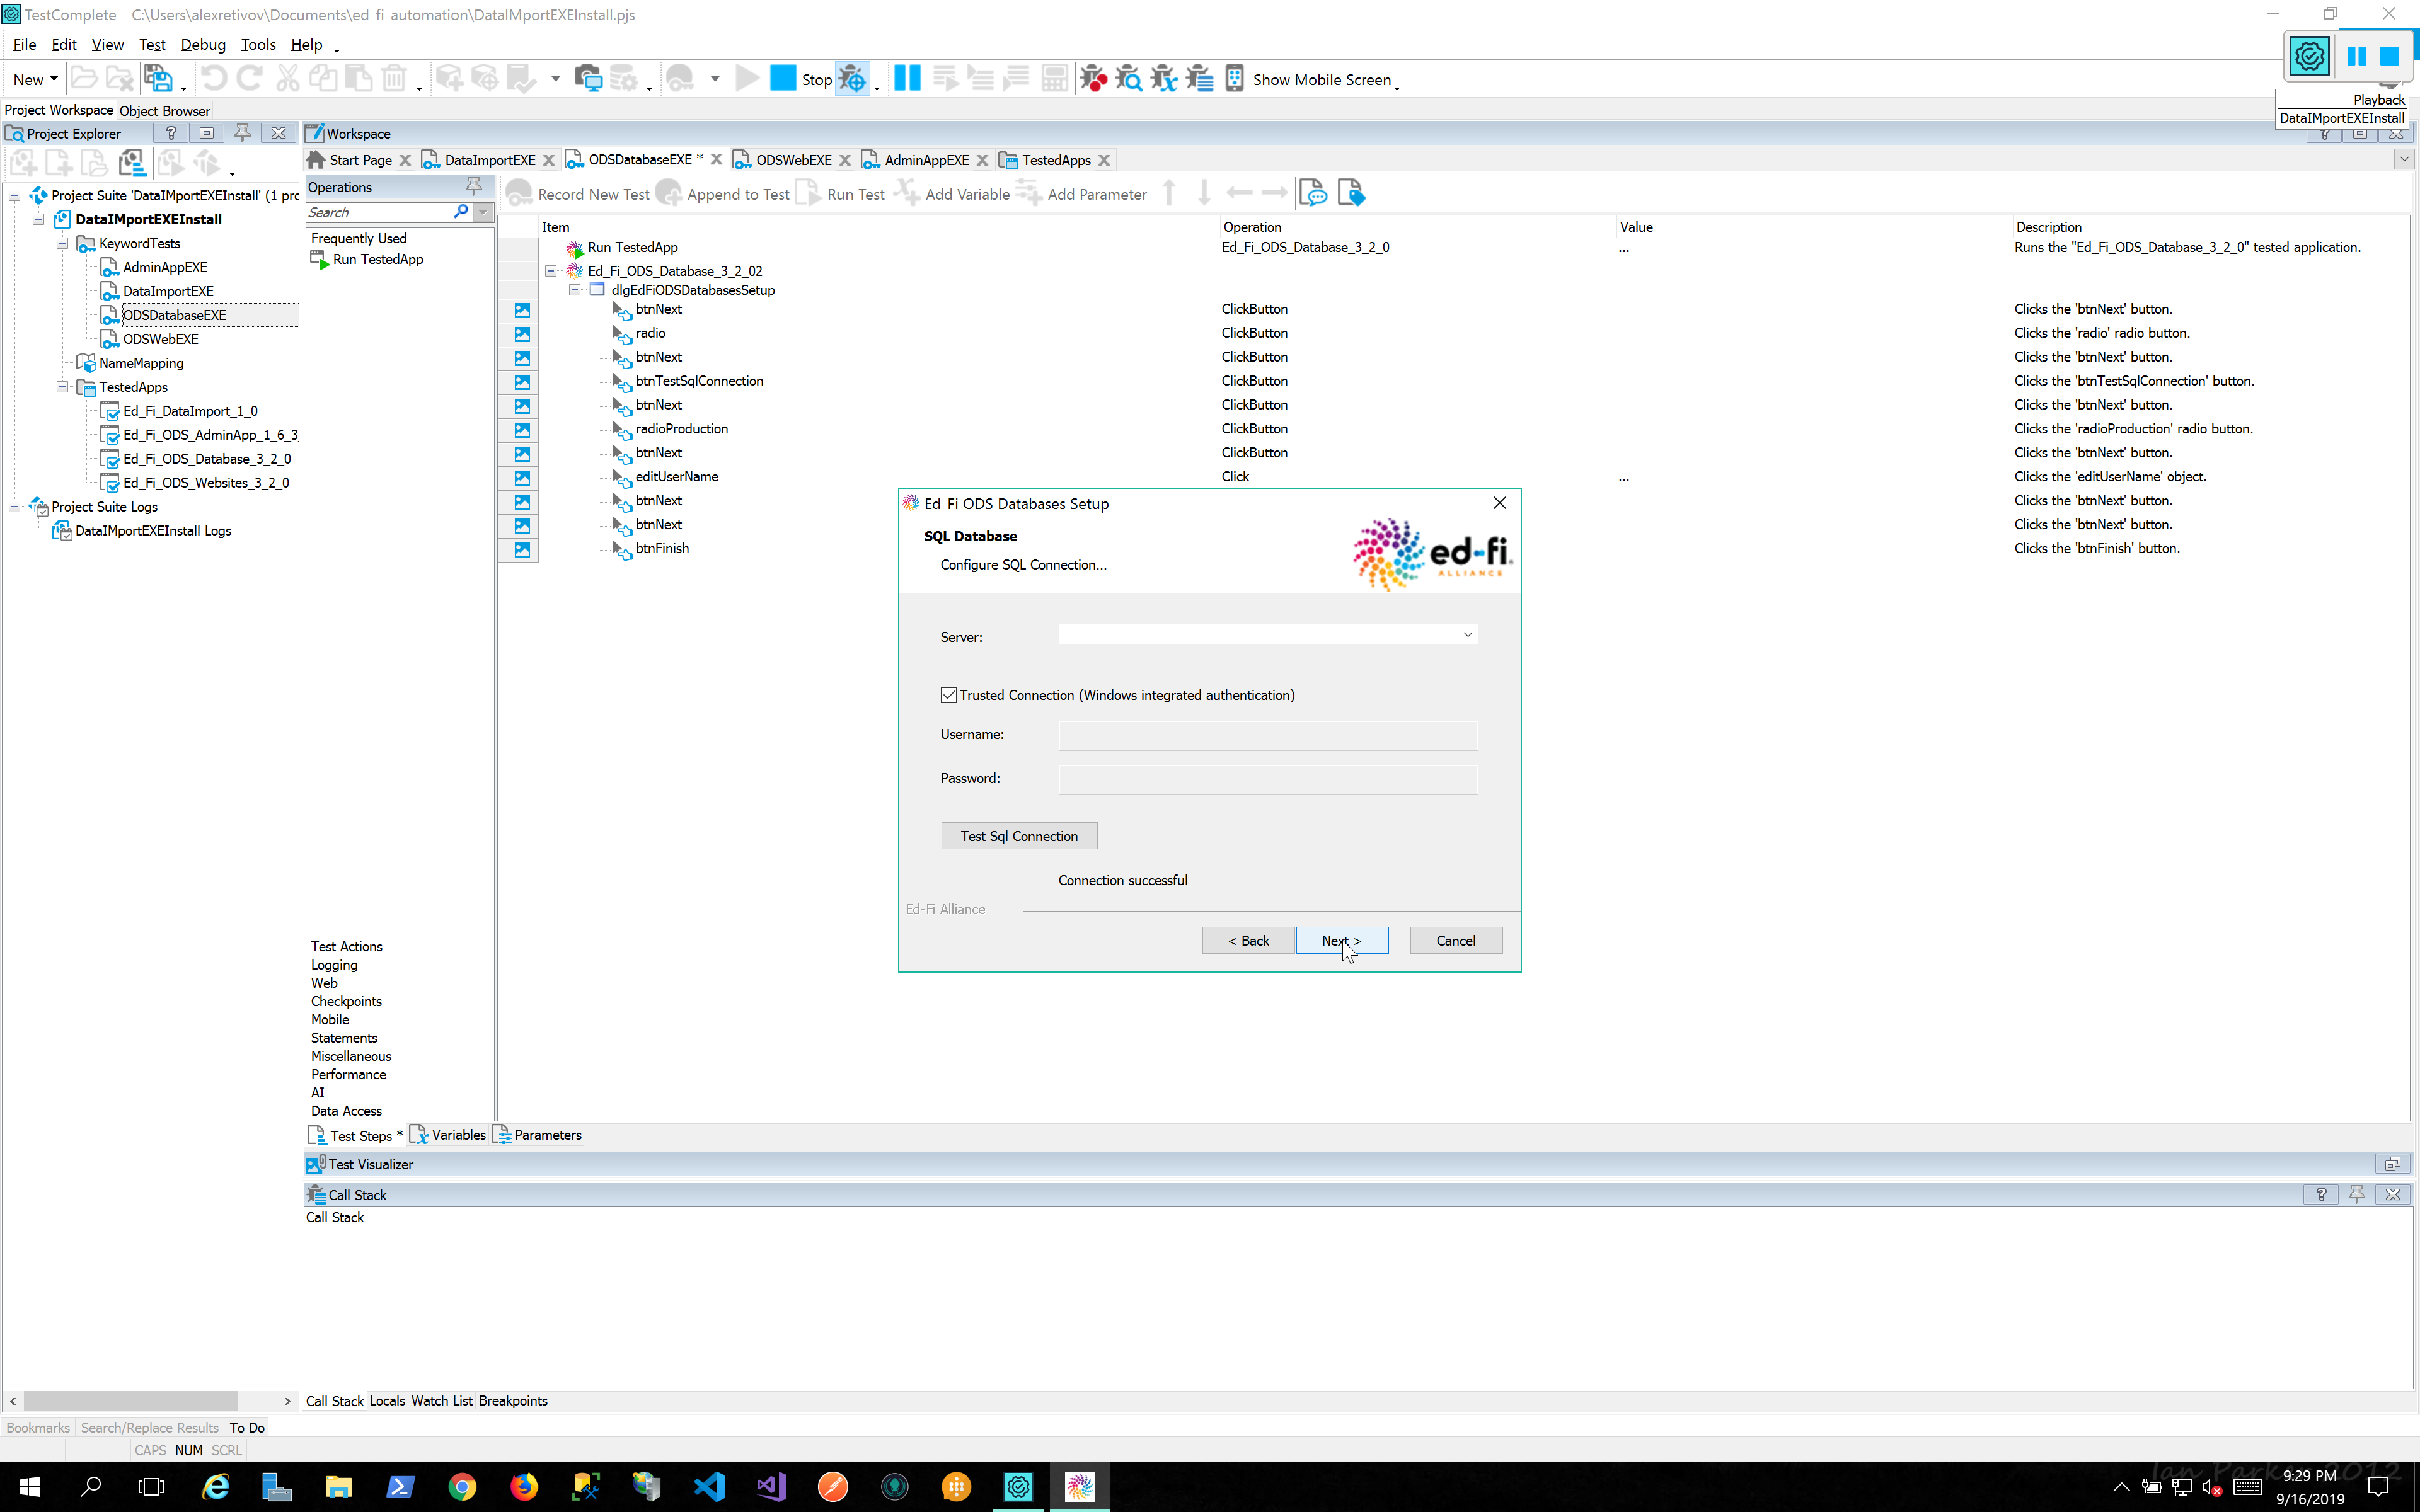 TestComplete - C:\Users\alexretivov\Documents\ed-fi-automation\DataIMportEXEInstall.pjs
File Edit View Test Debug Tools Help
New Stop Show Mobile Screen
Playback
DataIMportEXEInstall
Project Workspace Object Browser
Project Explorer
Workspace
Start Page DataImportEXE ODSDatabaseEXE * ODSWebEXE AdminAppEXE TestedApps
Project Suite 'DataIMportEXEInstall' (1 pro
DataIMportEXEInstall
KeywordTests
AdminAppEXE
DataImportEXE
ODSDatabaseEXE
ODSWebEXE
NameMapping
TestedApps
Ed_Fi_DataImport_1_0
Ed_Fi_ODS_AdminApp_1_6_3
Ed_Fi_ODS_Database_3_2_0
Ed_Fi_ODS_Websites_3_2_0
Project Suite Logs
DataIMportEXEInstall Logs
Operations
Search
Frequently Used
Run TestedApp
Test Actions
Logging
Web
Checkpoints
Mobile
Statements
Miscellaneous
Performance
AI
Data Access
Record New Test Append to Test Run Test Add Variable Add Parameter
Item Operation Value Description
Run TestedApp Ed_Fi_ODS_Database_3_2_0 ... Runs the "Ed_Fi_ODS_Database_3_2_0" tested application.
Ed_Fi_ODS_Database_3_2_02
dlgEdFiODSDatabasesSetup
btnNext ClickButton Clicks the 'btnNext' button.
radio ClickButton Clicks the 'radio' radio button.
btnNext ClickButton Clicks the 'btnNext' button.
btnTestSqlConnection ClickButton Clicks the 'btnTestSqlConnection' button.
btnNext ClickButton Clicks the 'btnNext' button.
radioProduction ClickButton Clicks the 'radioProduction' radio button.
btnNext ClickButton Clicks the 'btnNext' button.
editUserName Click ... Clicks the 'editUserName' object.
btnNext Clicks the 'btnNext' button.
btnNext Clicks the 'btnNext' button.
btnFinish Clicks the 'btnFinish' button.
Ed-Fi ODS Databases Setup
SQL Database
Configure SQL Connection...
ed-fi
ALLIANCE
Server:
Trusted Connection (Windows integrated authentication)
Username:
Password:
Test Sql Connection
Connection successful
Ed-Fi Alliance
< Back Next > Cancel
Test Steps * Variables Parameters
Test Visualizer
Call Stack
Call Stack
Call Stack Locals Watch List Breakpoints
Bookmarks Search/Replace Results To Do
CAPS NUM SCRL
Ian Parker 2012
9:29 PM
9/16/2019